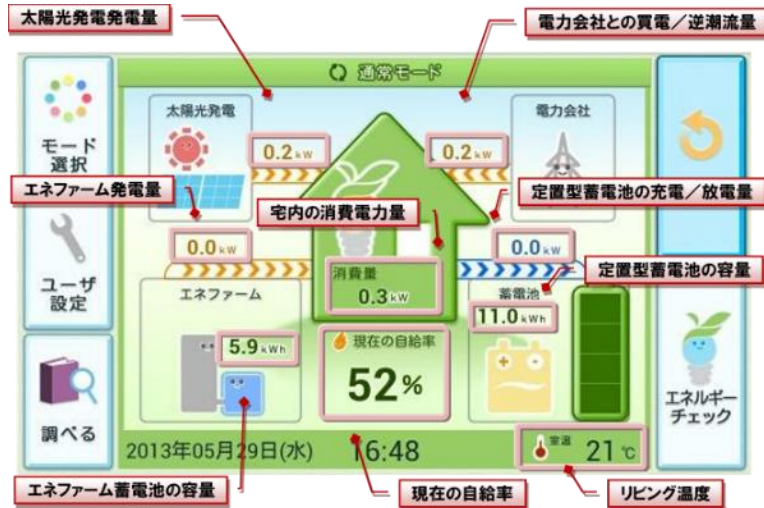 太陽光発電発電量
電力会社との買電／逆潮流量
通常モード
モード
選択
太陽光発電
電力会社
0.2kw
0.2kw
エネファーム発電量
定置型蓄電池の充電／放電量
宅内の消費電力量
0.0kw
0.0kw
定置型蓄電池の容量
ユーザ
設定
エネファーム
消費量
0.3kw
蓄電池
11.0kWh
5.9kWh
現在の自給率
52%
エネルギー
チェック
調べる
2013年05月29日(水)
16:48
室温
21℃
エネファーム蓄電池の容量
現在の自給率
リビング温度